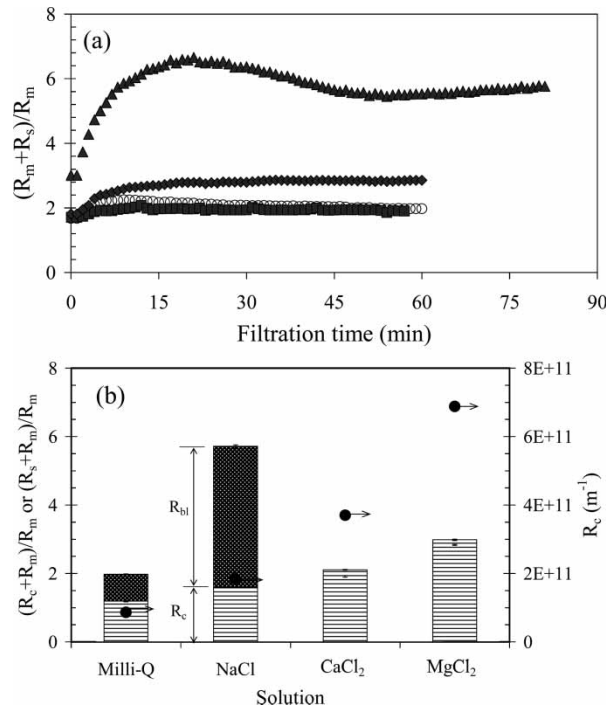 (a)
8
6
4
2
0
(Rm+Rs)/Rm
0 15 30 45 60 75 90
Filtration time (min)
(b)
8
6
4
2
0
(Rc+Rm)/Rm or (Rs+Rm)/Rm
Rbl
Rc
8E+11
6E+11
4E+11
2E+11
0
Rc (m⁻¹)
Milli-Q NaCl CaCl₂ MgCl₂
Solution